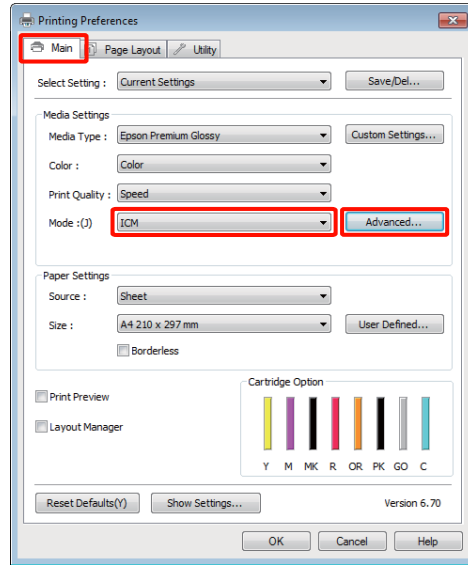 Printing Preferences
Main Page Layout Utility
Select Setting : Current Settings Save/Del...
Media Settings
Media Type : Epson Premium Glossy Custom Settings...
Color : Color
Print Quality : Speed
Mode :(J) ICM Advanced...
Paper Settings
Source : Sheet
Size : A4 210 x 297 mm User Defined...
Borderless
Print Preview
Layout Manager
Cartridge Option
Y M MK R OR PK GO C
Reset Defaults(Y) Show Settings... Version 6.70
OK Cancel Help